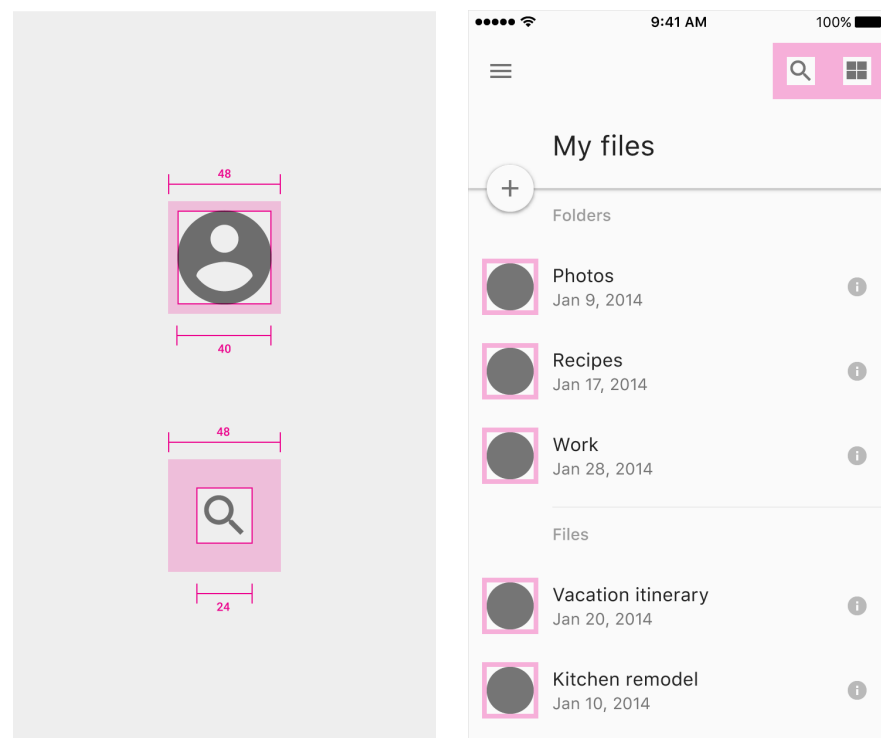 48
40
48
24
9:41 AM
100%
My files
Folders
Photos
Jan 9, 2014
Recipes
Jan 17, 2014
Work
Jan 28, 2014
Files
Vacation itinerary
Jan 20, 2014
Kitchen remodel
Jan 10, 2014